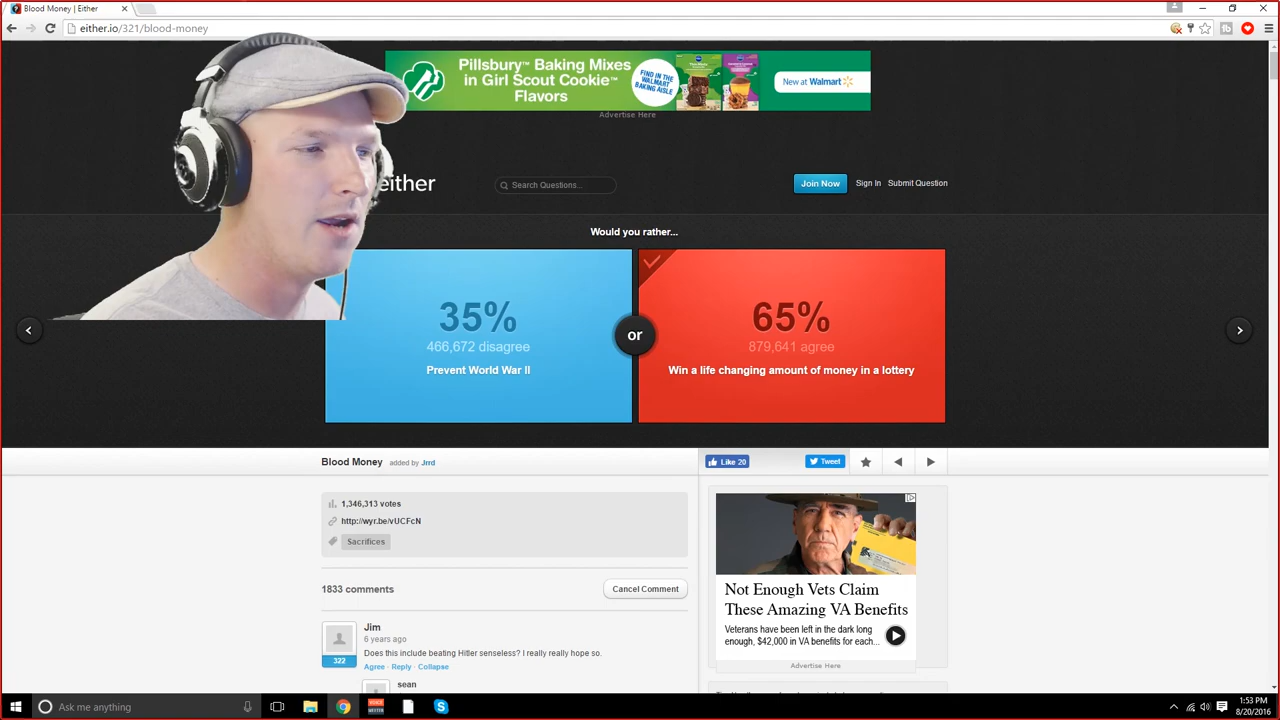 Blood Money | Either
either.io/321/blood-money
Pillsbury™ Baking Mixes
in Girl Scout Cookie™
Flavors
FIND IN THE
WALMART
BAKING AISLE
New at Walmart
Advertise Here
either
Search Questions...
Join Now
Sign In
Submit Question
Would you rather...
35%
466,672 disagree
Prevent World War II
or
65%
879,641 agree
Win a life changing amount of money in a lottery
Blood Money
added by Jrrd
Like 20
Tweet
1,346,313 votes
http://wyr.be/vUCFcN
Sacrifices
1833 comments
Cancel Comment
Jim
6 years ago
Does this include beating Hitler senseless? I really really hope so.
322
Agree · Reply · Collapse
sean
Not Enough Vets Claim
These Amazing VA Benefits
Veterans have been left in the dark long
enough, $42,000 in VA benefits for each...
Advertise Here
Ask me anything
1:53 PM
8/20/2016